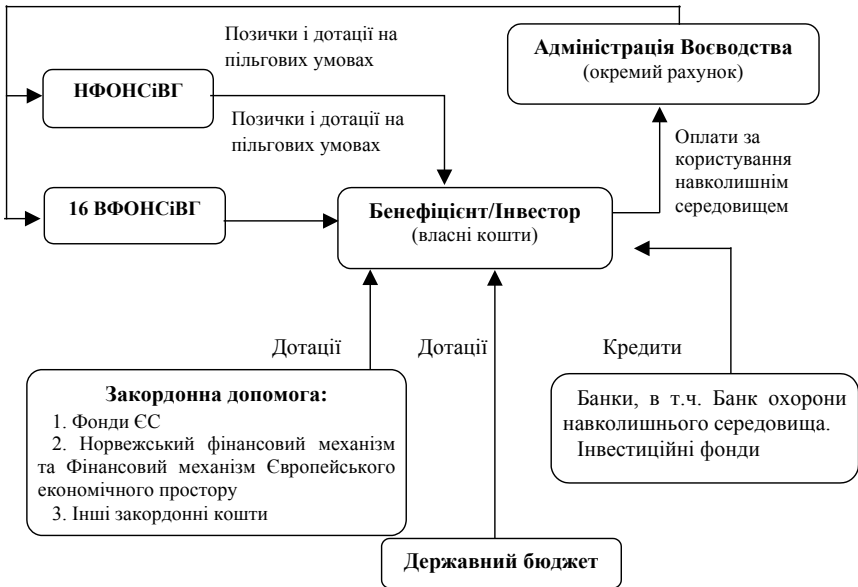 Позички і дотації на
пільгових умовах
Адміністрація Воєводства
(окремий рахунок)
НФОНСіВГ
Позички і дотації на
пільгових умовах
Оплати за
користування
навколишнім
середовищем
16 ВФОНСіВГ
Бенефіцієнт/Інвестор
(власні кошти)
Дотації
Дотації
Кредити
Закордонна допомога:
1. Фонди ЄС
2. Норвежський фінансовий механізм
та Фінансовий механізм Європейського
економічного простору
3. Інші закордонні кошти
Банки, в т.ч. Банк охорони
навколишнього середовища.
Інвестиційні фонди
Державний бюджет